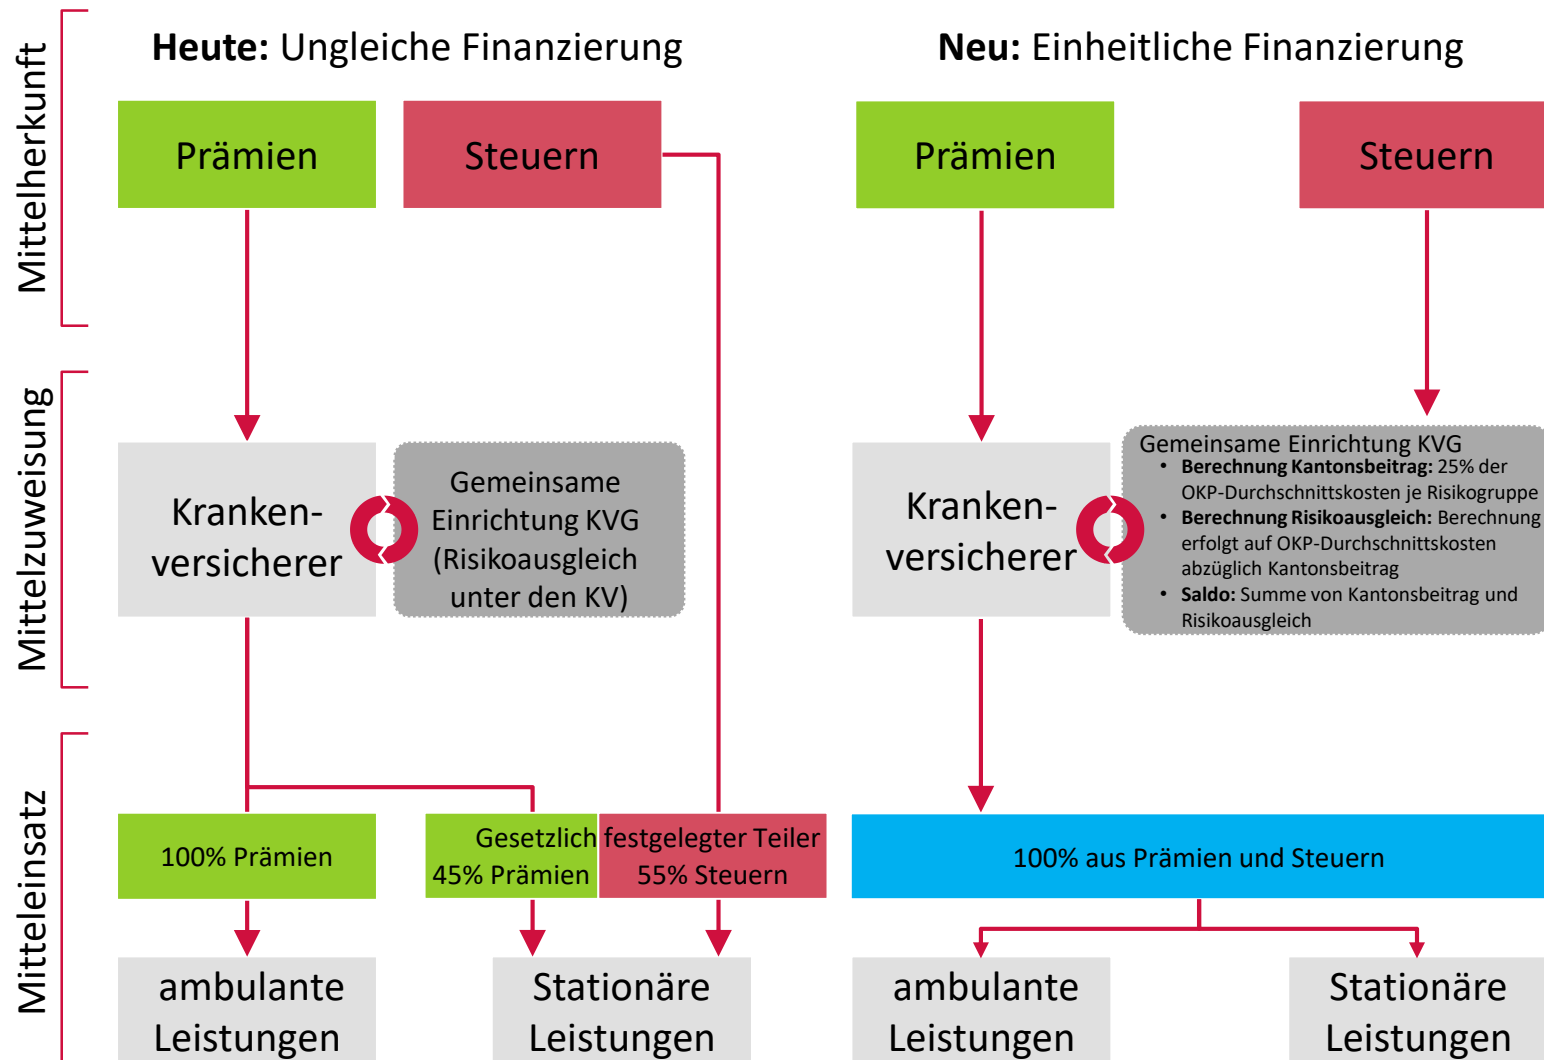 Mittelherkunft
Mittelzuweisung
Mitteleinsatz
Heute: Ungleiche Finanzierung
Prämien
Steuern
Kranken-
versicherer
Gemeinsame
Einrichtung KVG
(Risikoausgleich
unter den KV)
100% Prämien
Gesetzlich festgelegter Teiler
45% Prämien
55% Steuern
ambulante
Leistungen
Stationäre
Leistungen
Neu: Einheitliche Finanzierung
Prämien
Steuern
Kranken-
versicherer
Gemeinsame Einrichtung KVG
• Berechnung Kantonsbeitrag: 25% der
OKP-Durchschnittskosten je Risikogruppe
• Berechnung Risikoausgleich: Berechnung
erfolgt auf OKP-Durchschnittskosten
abzüglich Kantonsbeitrag
• Saldo: Summe von Kantonsbeitrag und
Risikoausgleich
100% aus Prämien und Steuern
ambulante
Leistungen
Stationäre
Leistungen